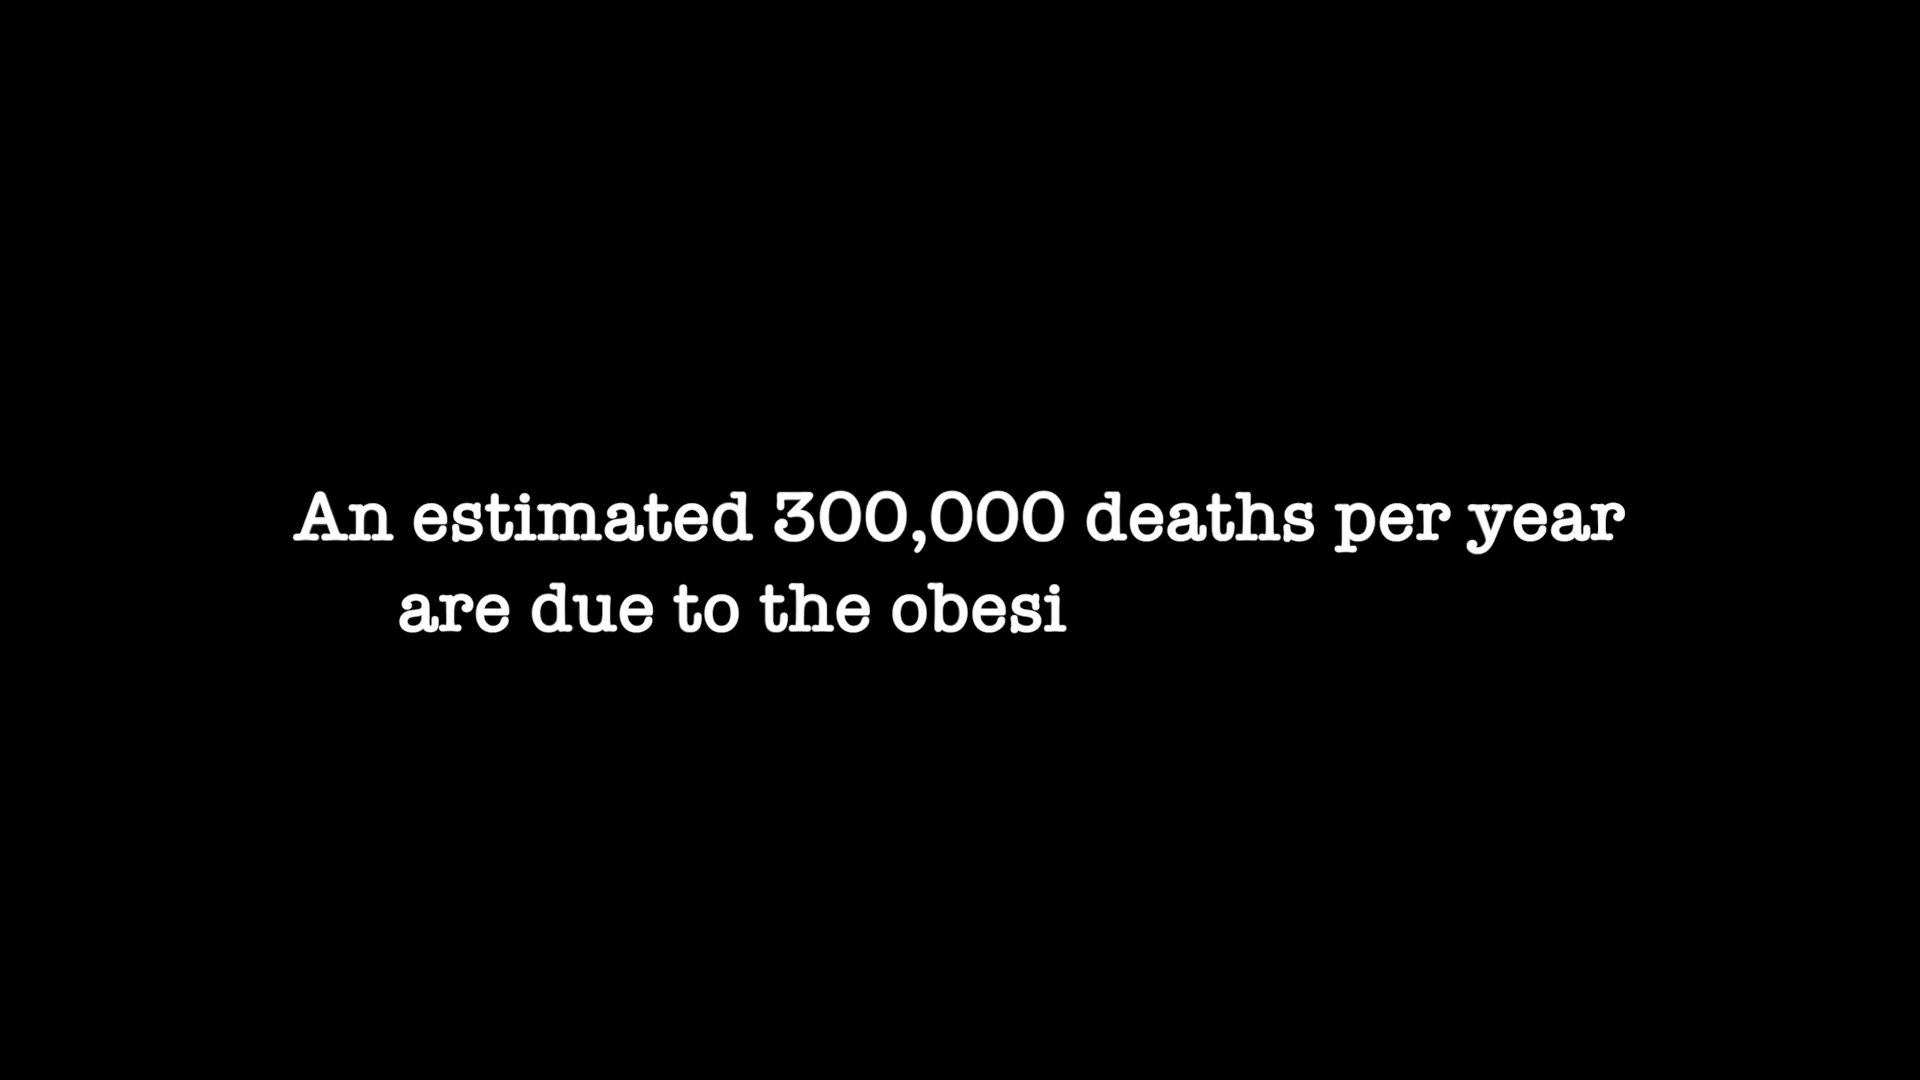 An estimated 300,000 deaths per year
are due to the obesi